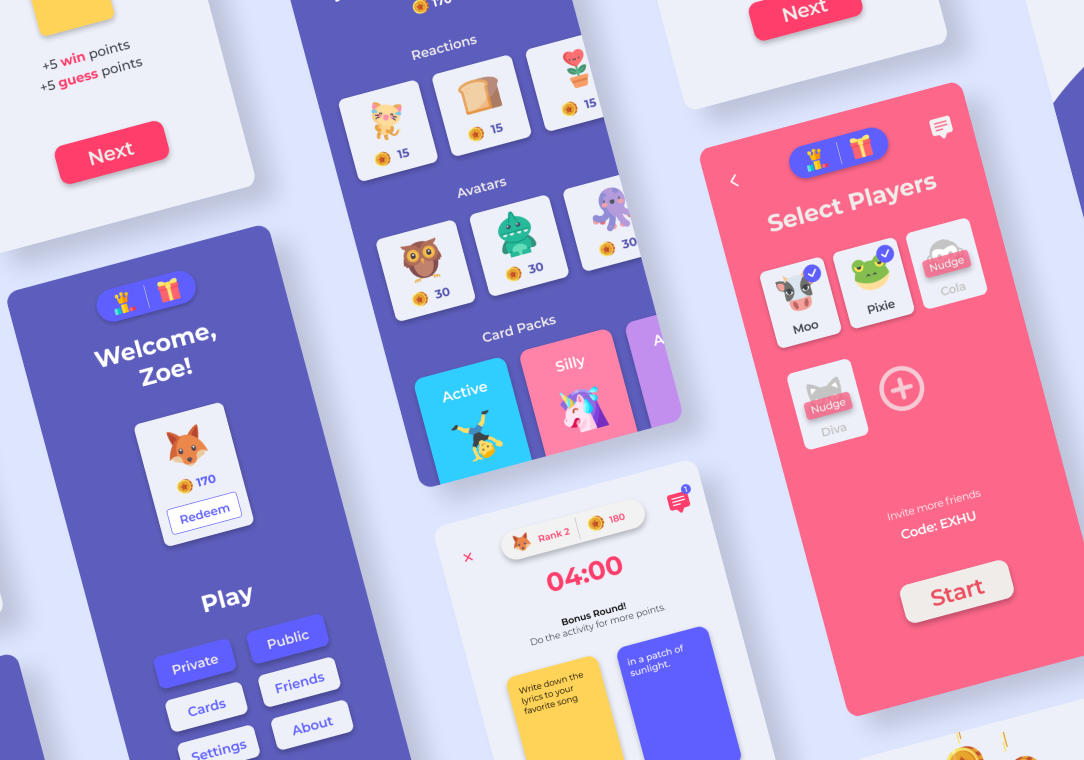 +5 win points
+5 guess points
Next
Welcome,
Zoe!
170
Redeem
Play
Private
Public
Cards
Friends
Settings
About
170
Reactions
15
15
15
Avatars
30
30
30
Card Packs
Active
Silly
A
Rank 2
180
1
04:00
Bonus Round!
Do the activity for more points.
Write down the
lyrics to your
favorite song
in a patch of
sunlight.
Next
Select Players
Moo
Pixie
Nudge
Cola
Nudge
Diva
Invite more friends
Code: EXHU
Start